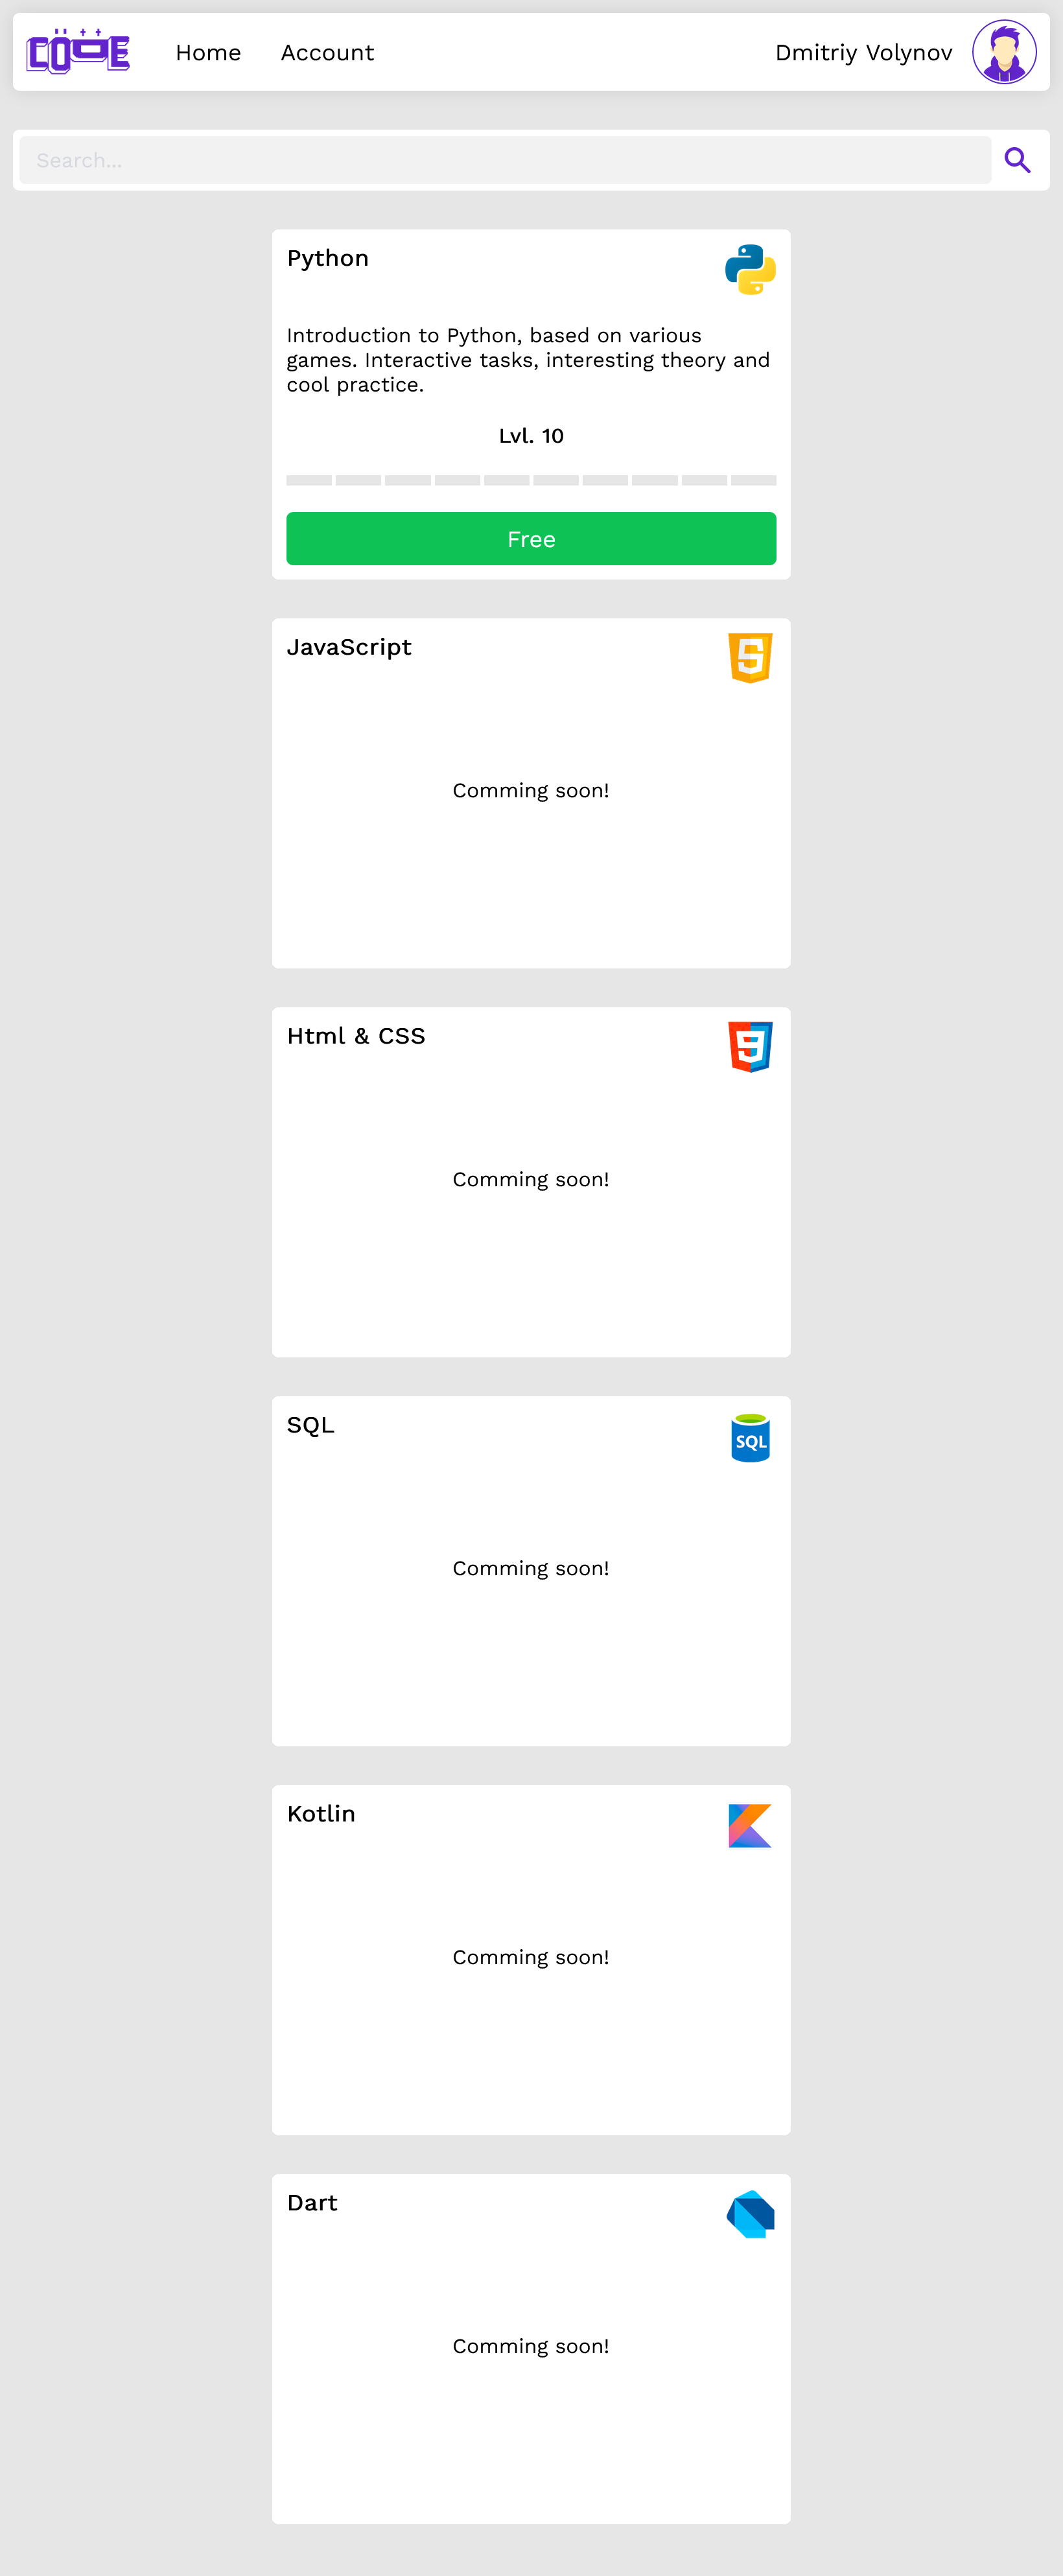 CÖDE
Home
Account
Dmitriy Volynov
Search...
Python
Introduction to Python, based on various
games. Interactive tasks, interesting theory and
cool practice.
Lvl. 10
Free
JavaScript
Comming soon!
Html & CSS
Comming soon!
SQL
SQL
Comming soon!
Kotlin
Comming soon!
Dart
Comming soon!